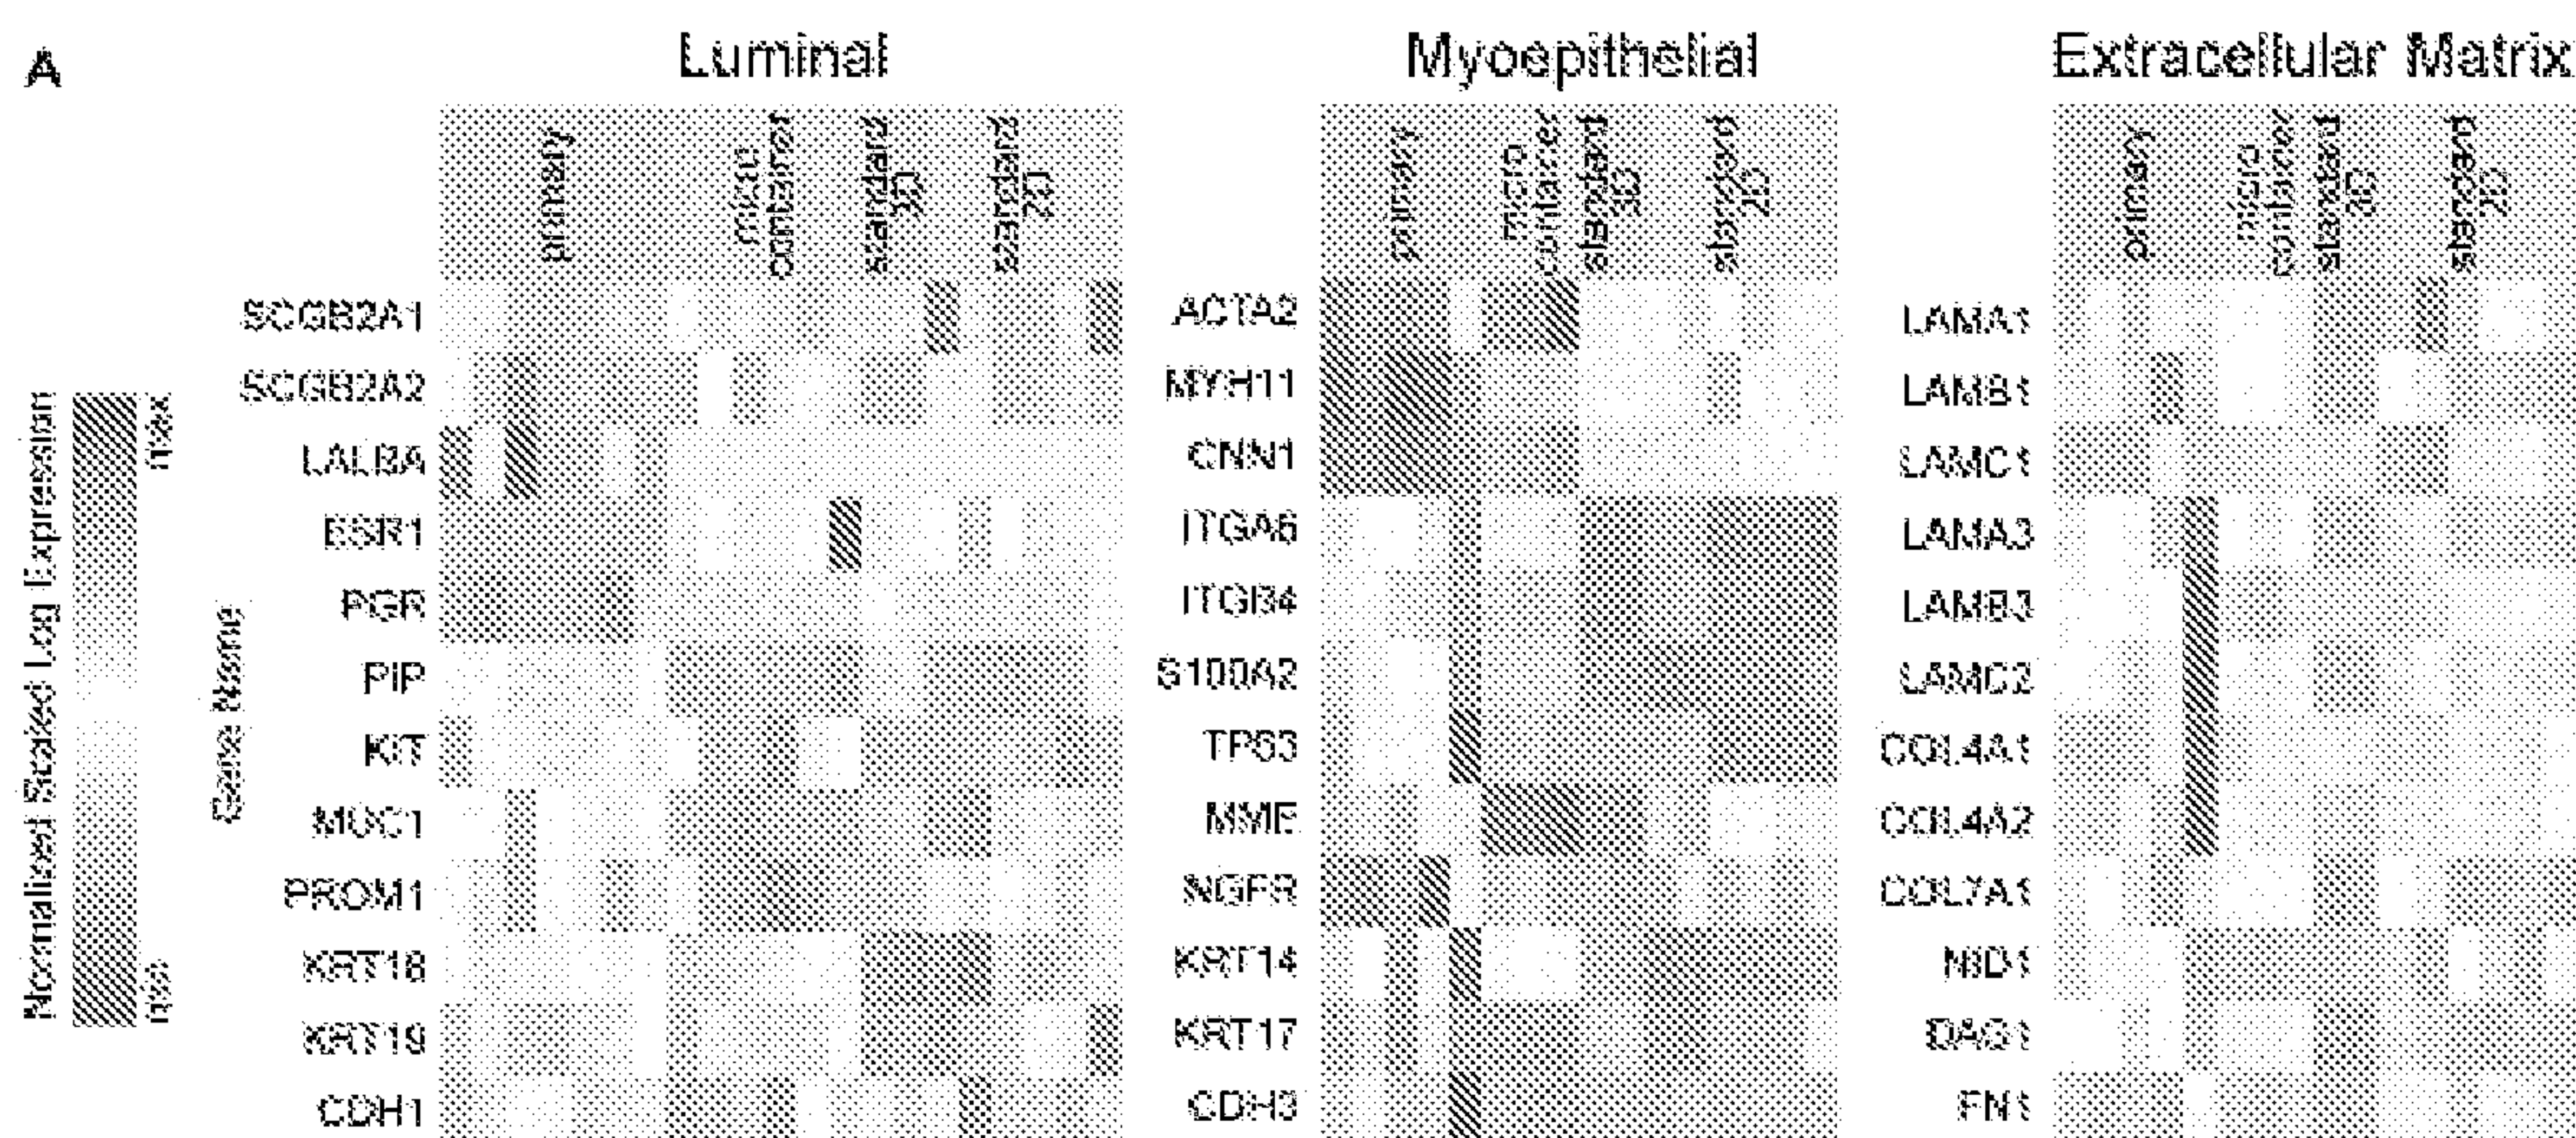 A
Luminal
Myoepithelial
Extracellular Matrix
primary
micro
container
standard
3D
standard
2D
primary
micro
container
standard
3D
standard
2D
primary
micro
container
standard
3D
standard
2D
Normalized Scaled Log Expression
max
Gene Name
SCGB2A1
SCGB2A2
LALBA
ESR1
PGR
PIP
KIT
MUC1
PROM1
KRT18
KRT19
CDH1
ACTA2
MYH11
CNN1
ITGA6
ITGB4
S100A2
TP63
MME
NGFR
KRT14
KRT17
CDH3
LAMA1
LAMB1
LAMC1
LAMA3
LAMB3
LAMC2
COL4A1
COL4A2
COL7A1
NID1
DAG1
FN1